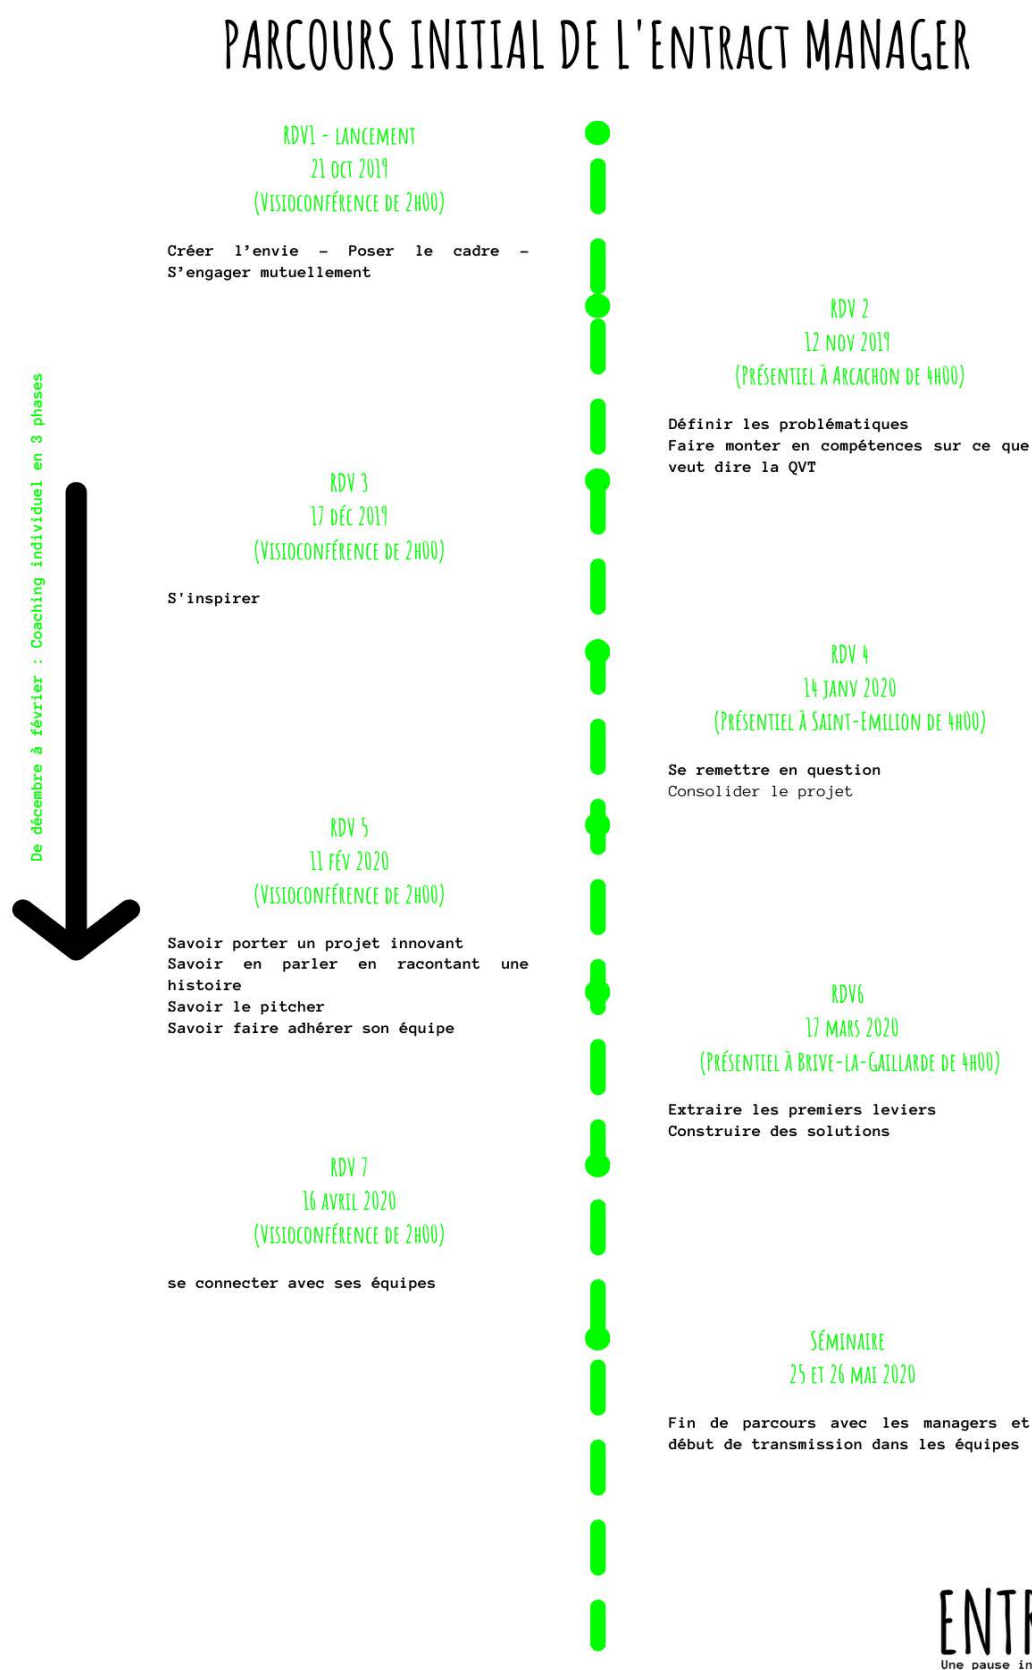 PARCOURS INITIAL DE L'Entract MANAGER
RDV1 - lancement
21 oct 2019
(Visioconférence de 2h00)
Créer l’envie – Poser le cadre –
S’engager mutuellement
RDV 2
12 nov 2019
(Présentiel à Arcachon de 4h00)
Définir les problématiques
Faire monter en compétences sur ce que
veut dire la QVT
De décembre à février : Coaching individuel en 3 phases
RDV 3
17 déc 2019
(Visioconférence de 2h00)
S'inspirer
RDV 4
14 janv 2020
(Présentiel à Saint-Emilion de 4h00)
Se remettre en question
Consolider le projet
RDV 5
11 fév 2020
(Visioconférence de 2h00)
Savoir porter un projet innovant
Savoir en parler en racontant une
histoire
Savoir le pitcher
Savoir faire adhérer son équipe
RDV6
17 mars 2020
(Présentiel à Brive-la-Gaillarde de 4h00)
Extraire les premiers leviers
Construire des solutions
RDV 7
16 avril 2020
(Visioconférence de 2h00)
se connecter avec ses équipes
Séminaire
25 et 26 mai 2020
Fin de parcours avec les managers et
début de transmission dans les équipes
Une pause